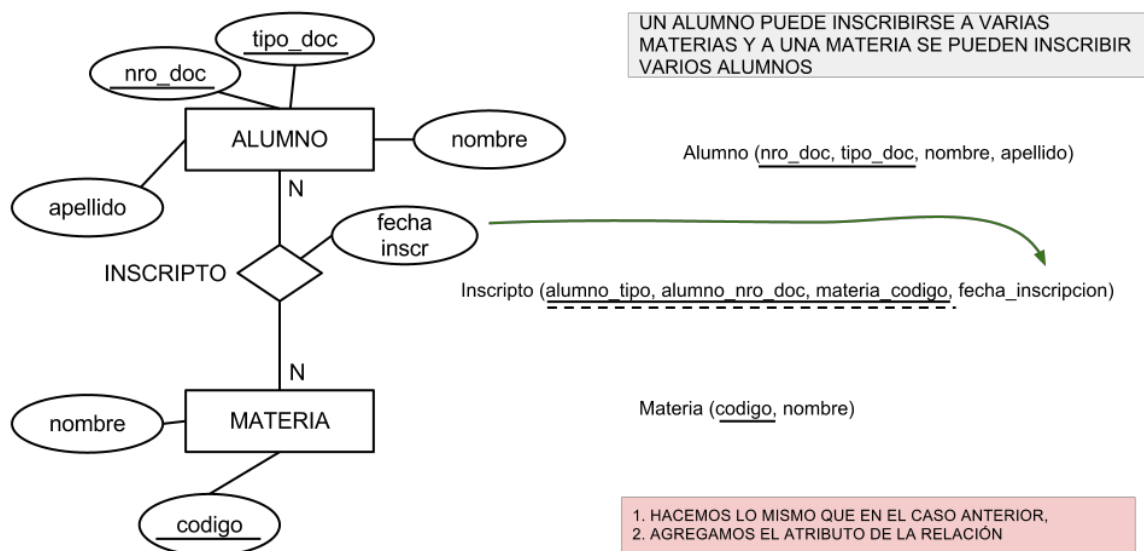 tipo_doc
nro_doc
ALUMNO
nombre
apellido
N
fecha
inscr
INSCRIPTO
N
nombre
MATERIA
codigo
UN ALUMNO PUEDE INSCRIBIRSE A VARIAS
MATERIAS Y A UNA MATERIA SE PUEDEN INSCRIBIR
VARIOS ALUMNOS
Alumno (nro_doc, tipo_doc, nombre, apellido)
Inscripto (alumno_tipo, alumno_nro_doc, materia_codigo, fecha_inscripcion)
Materia (codigo, nombre)
1. HACEMOS LO MISMO QUE EN EL CASO ANTERIOR,
2. AGREGAMOS EL ATRIBUTO DE LA RELACIÓN